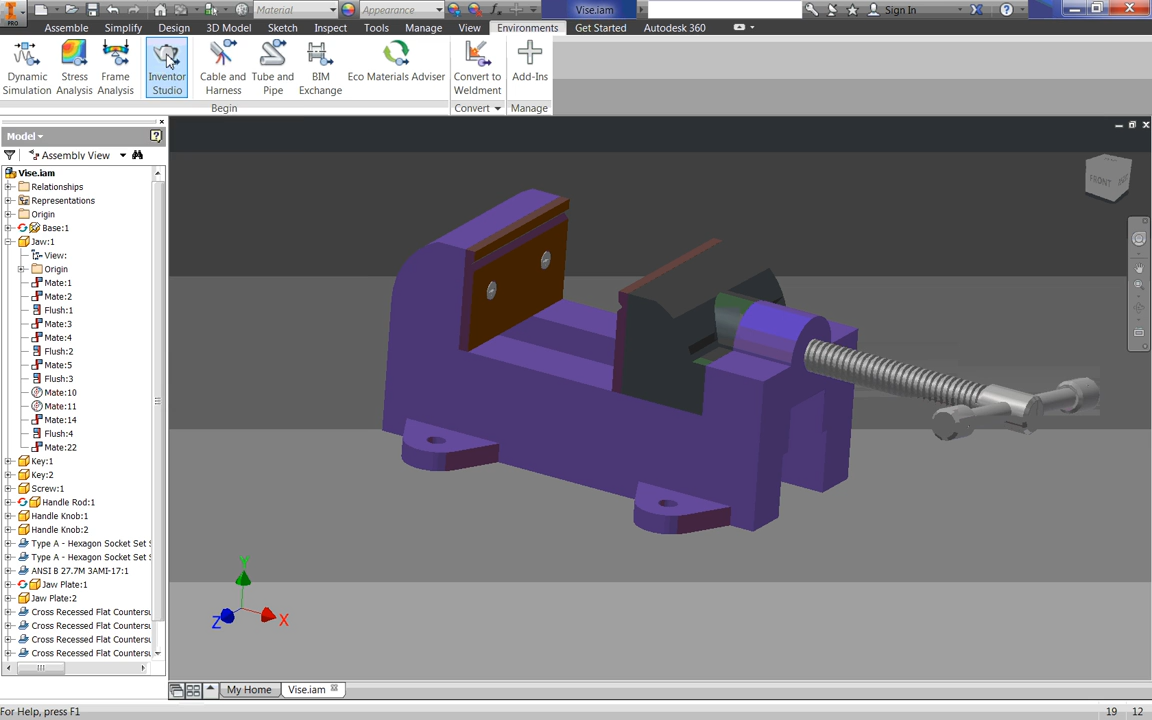 PRO
Material
Appearance
Vise.iam
Sign In
Assemble
Simplify
Design
3D Model
Sketch
Inspect
Tools
Manage
View
Environments
Get Started
Autodesk 360
Dynamic
Simulation
Stress
Analysis
Frame
Analysis
Inventor
Studio
Cable and
Harness
Tube and
Pipe
BIM
Exchange
Eco Materials Adviser
Convert to
Weldment
Add-Ins
Begin
Convert
Manage
Model
Assembly View
Vise.iam
Relationships
Representations
Origin
Base:1
Jaw:1
View:
Origin
Mate:1
Mate:2
Flush:1
Mate:3
Mate:4
Flush:2
Mate:5
Flush:3
Mate:10
Mate:11
Mate:14
Flush:4
Mate:22
Key:1
Key:2
Screw:1
Handle Rod:1
Handle Knob:1
Handle Knob:2
Type A - Hexagon Socket Set S
Type A - Hexagon Socket Set S
ANSI B 27.7M 3AMI-17:1
Jaw Plate:1
Jaw Plate:2
Cross Recessed Flat Countersu
Cross Recessed Flat Countersu
Cross Recessed Flat Countersu
Cross Recessed Flat Countersu
FRONT
Y
Z
X
My Home
Vise.iam
For Help, press F1
19
12